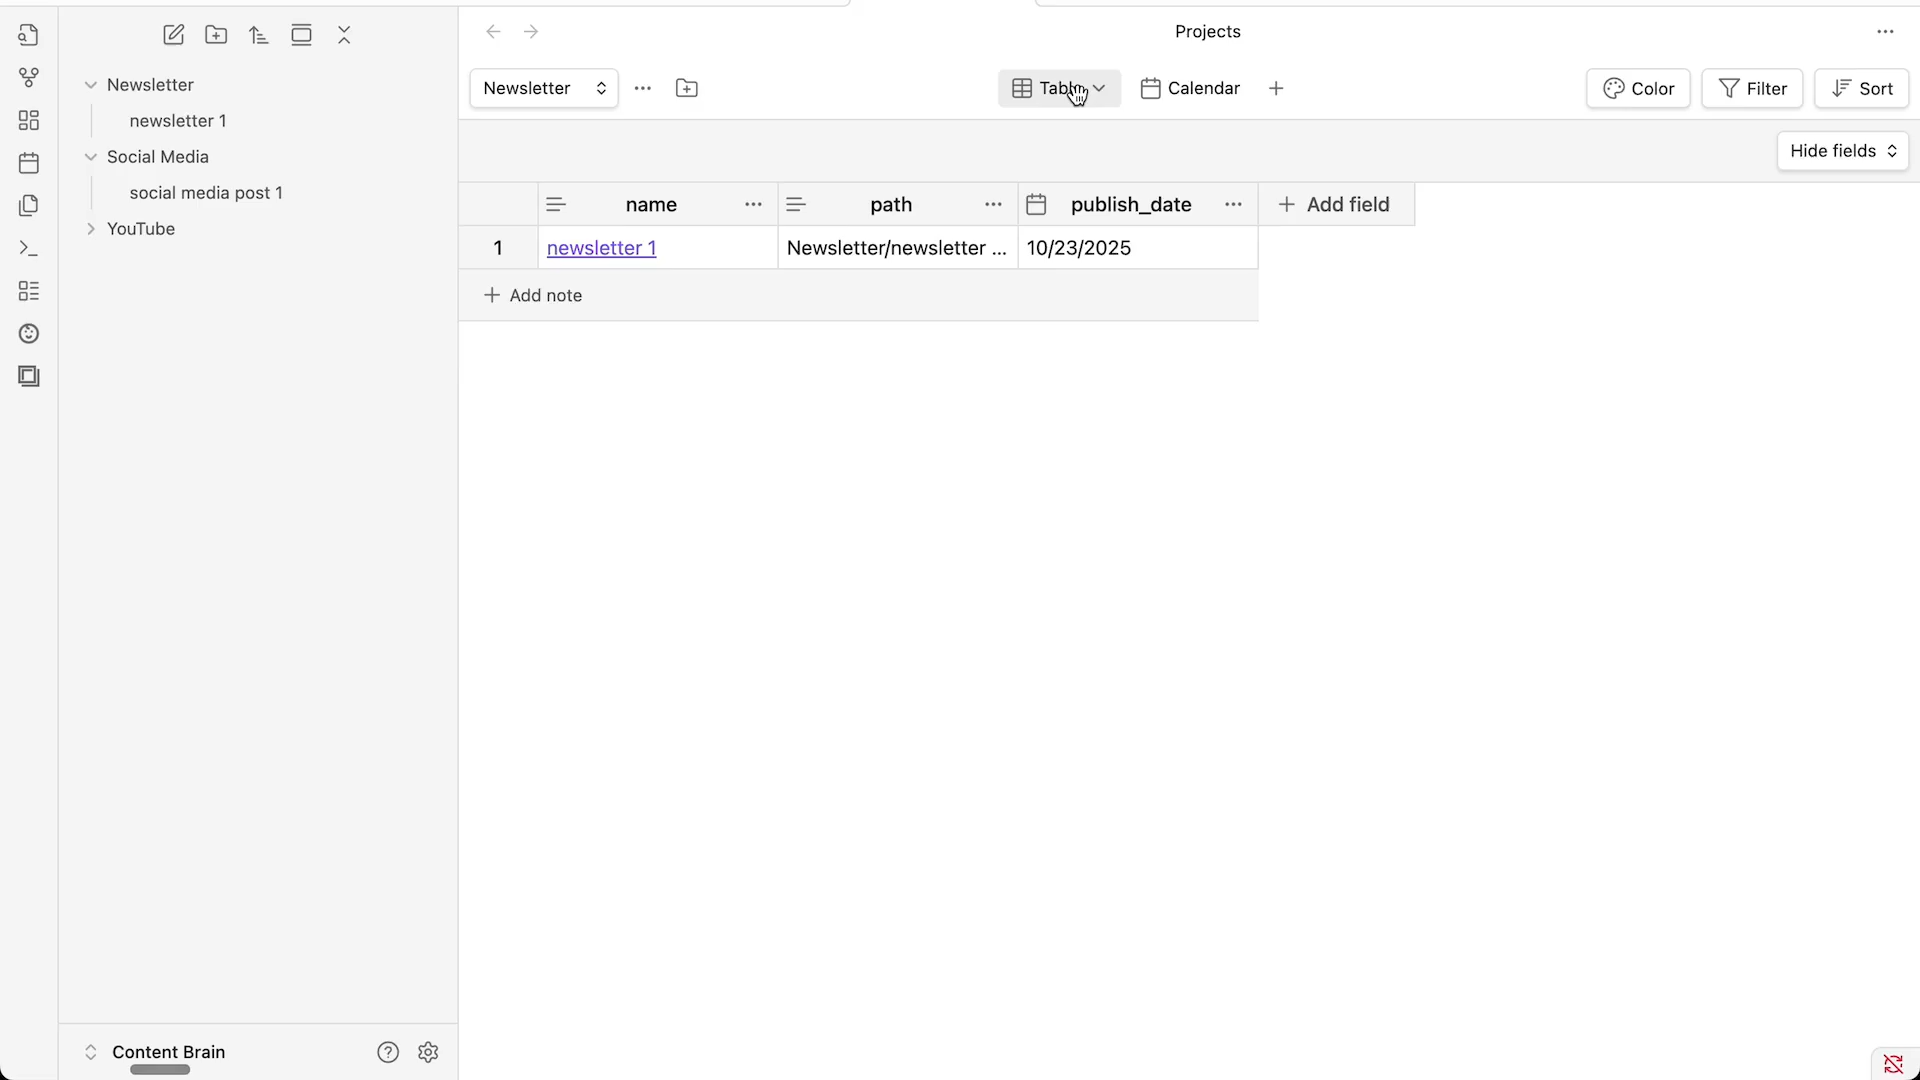 Projects
Newsletter
Table
Calendar
Color
Filter
Sort
Hide fields
Newsletter
newsletter 1
Social Media
social media post 1
YouTube
name
path
publish_date
Add field
1
newsletter 1
Newsletter/newsletter ...
10/23/2025
Add note
Content Brain